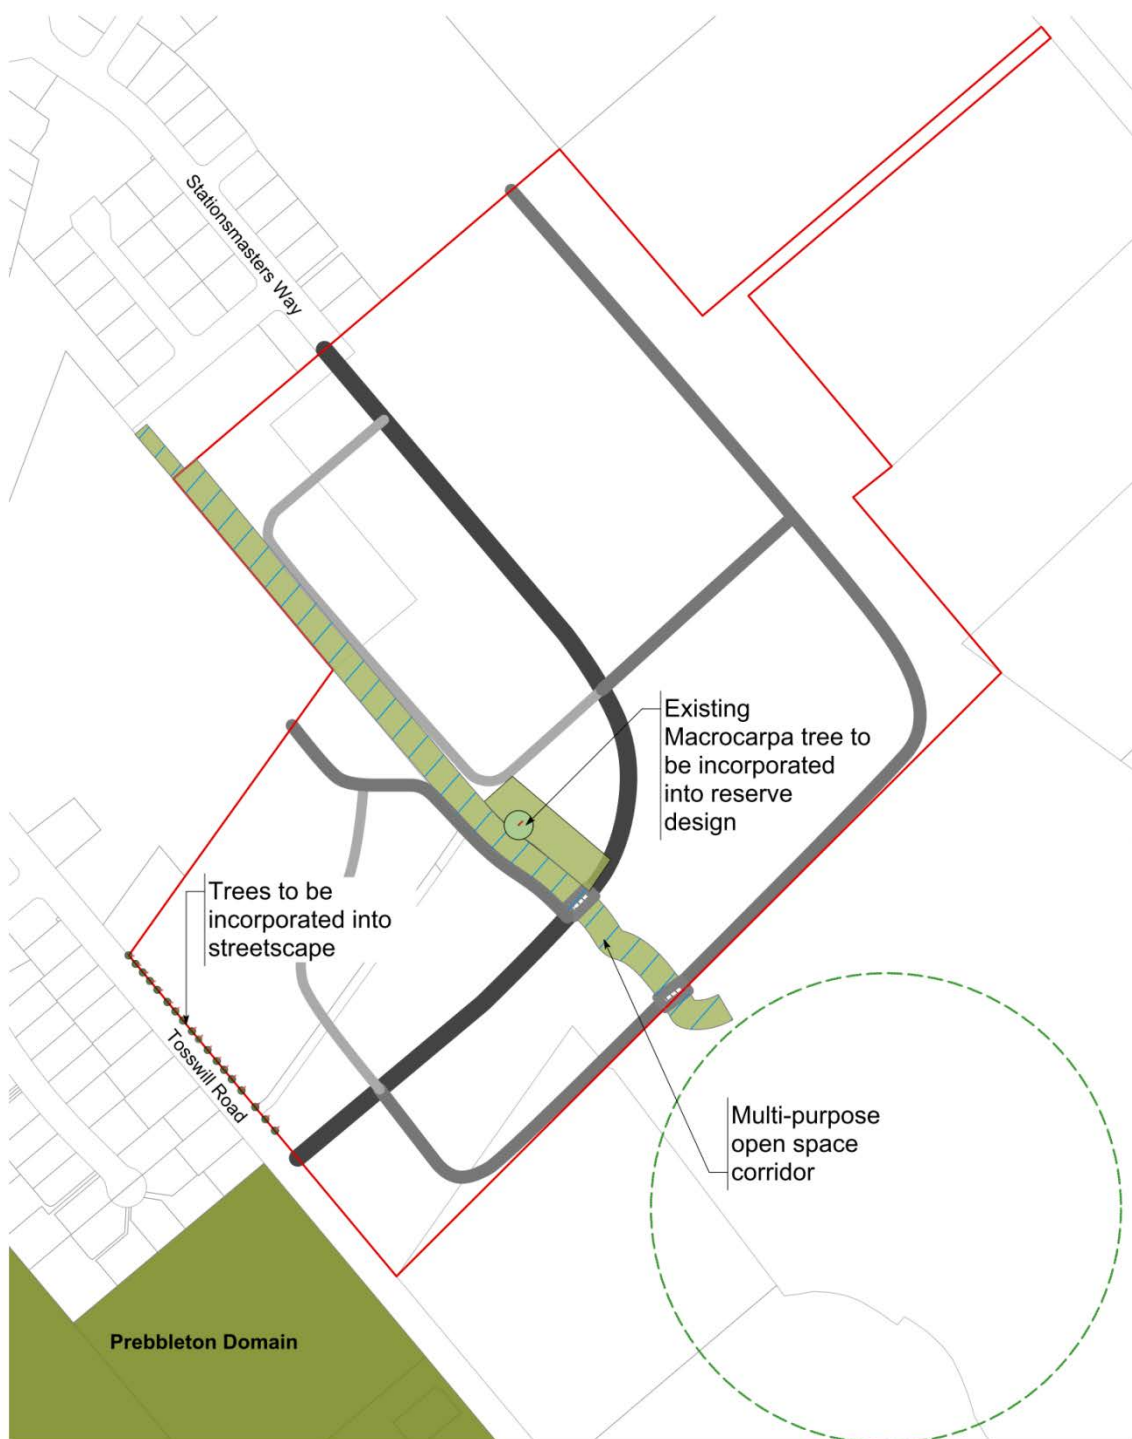 Stationsmasters Way
Existing
Macrocarpa tree to
be incorporated
into reserve
design
Trees to be
incorporated into
streetscape
Tosswill Road
Multi-purpose
open space
corridor
Prebbleton Domain